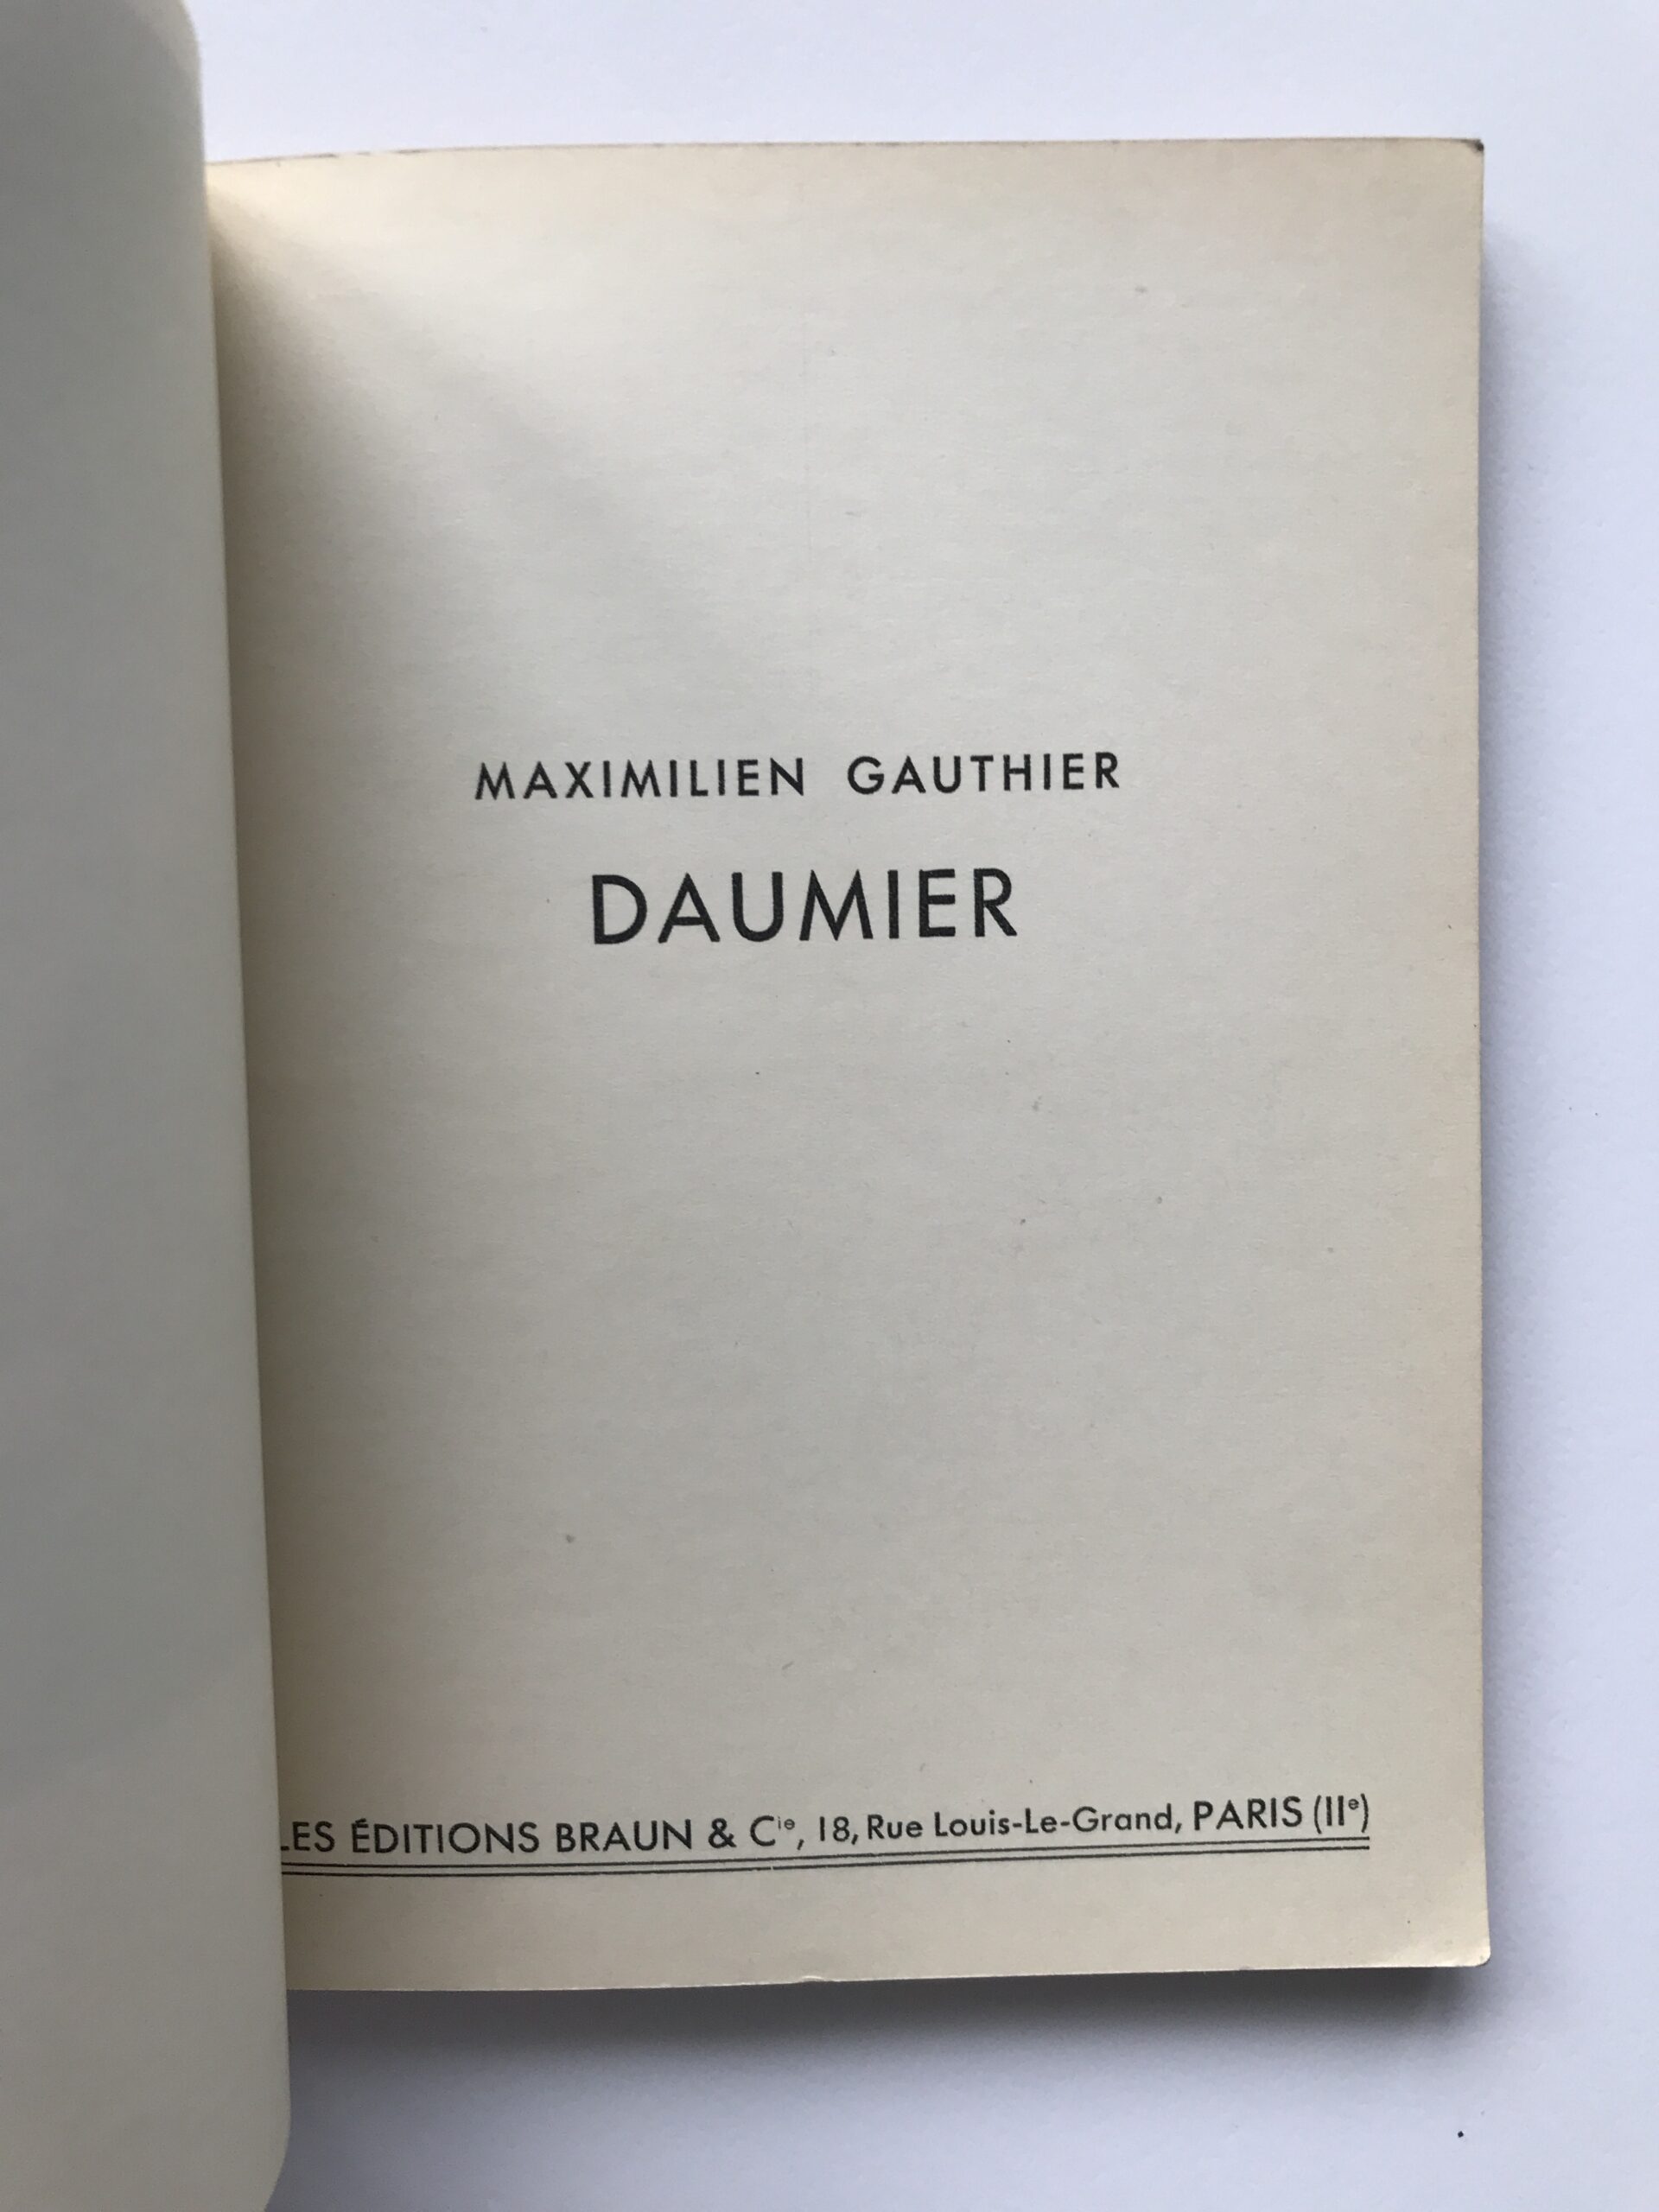 MAXIMILIEN GAUTHIER
DAUMIER
LES ÉDITIONS BRAUN & Cie, 18, Rue Louis-Le-Grand, PARIS (IIe)